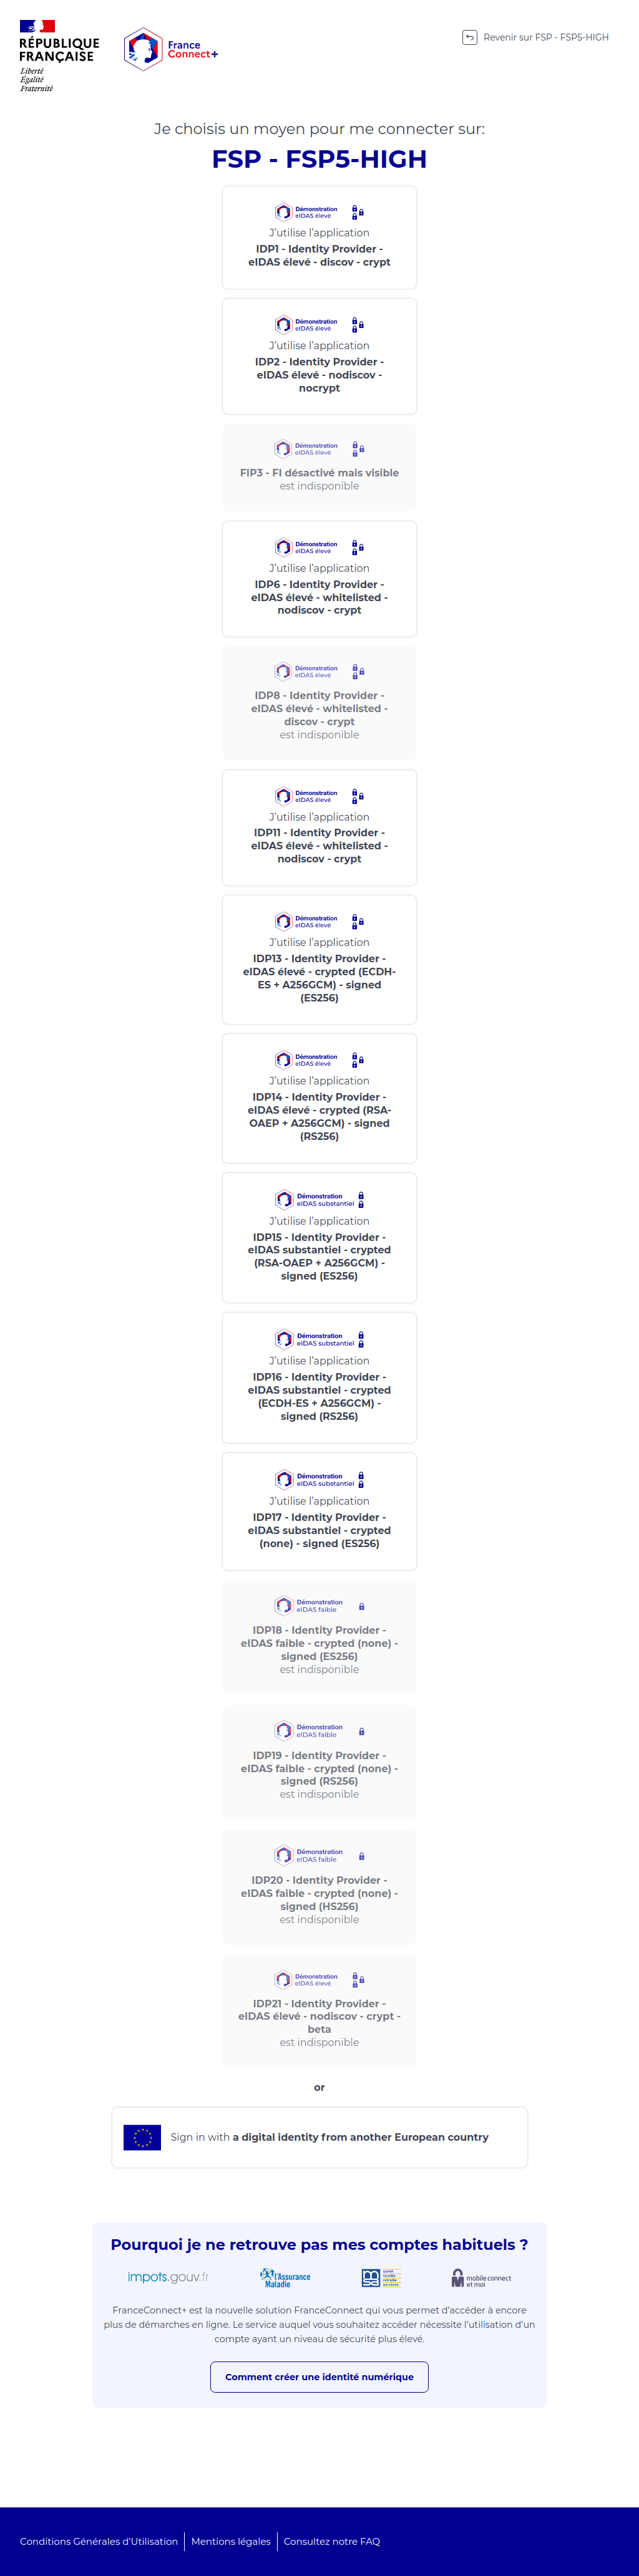 RÉPUBLIQUE
FRANÇAISE
Liberté
Égalité
Fraternité
France
Connect+
Revenir sur FSP - FSP5-HIGH
Je choisis un moyen pour me connecter sur:
FSP - FSP5-HIGH
Démonstration
eIDAS élevé
J’utilise l’application
IDP1 - Identity Provider -
eIDAS élevé - discov - crypt
Démonstration
eIDAS élevé
J’utilise l’application
IDP2 - Identity Provider -
eIDAS élevé - nodiscov -
nocrypt
Démonstration
eIDAS élevé
FIP3 - FI désactivé mais visible
est indisponible
Démonstration
eIDAS élevé
J’utilise l’application
IDP6 - Identity Provider -
eIDAS élevé - whitelisted -
nodiscov - crypt
Démonstration
eIDAS élevé
IDP8 - Identity Provider -
eIDAS élevé - whitelisted -
discov - crypt
est indisponible
Démonstration
eIDAS élevé
J’utilise l’application
IDP11 - Identity Provider -
eIDAS élevé - whitelisted -
nodiscov - crypt
Démonstration
eIDAS élevé
J’utilise l’application
IDP13 - Identity Provider -
eIDAS élevé - crypted (ECDH-
ES + A256GCM) - signed
(ES256)
Démonstration
eIDAS élevé
J’utilise l’application
IDP14 - Identity Provider -
eIDAS élevé - crypted (RSA-
OAEP + A256GCM) - signed
(RS256)
Démonstration
eIDAS substantiel
J’utilise l’application
IDP15 - Identity Provider -
eIDAS substantiel - crypted
(RSA-OAEP + A256GCM) -
signed (ES256)
Démonstration
eIDAS substantiel
J’utilise l’application
IDP16 - Identity Provider -
eIDAS substantiel - crypted
(ECDH-ES + A256GCM) -
signed (RS256)
Démonstration
eIDAS substantiel
J’utilise l’application
IDP17 - Identity Provider -
eIDAS substantiel - crypted
(none) - signed (ES256)
Démonstration
eIDAS faible
IDP18 - Identity Provider -
eIDAS faible - crypted (none) -
signed (ES256)
est indisponible
Démonstration
eIDAS faible
IDP19 - Identity Provider -
eIDAS faible - crypted (none) -
signed (RS256)
est indisponible
Démonstration
eIDAS faible
IDP20 - Identity Provider -
eIDAS faible - crypted (none) -
signed (HS256)
est indisponible
Démonstration
eIDAS élevé
IDP21 - Identity Provider -
eIDAS élevé - nodiscov - crypt -
beta
est indisponible
or
Sign in with a digital identity from another European country
Pourquoi je ne retrouve pas mes comptes habituels ?
impots.gouv.fr
l'Assurance
Maladie
santé
famille
retraite
services
mobile connect
et moi
FranceConnect+ est la nouvelle solution FranceConnect qui vous permet d’accéder à encore
plus de démarches en ligne. Le service auquel vous souhaitez accéder nécessite l’utilisation d’un
compte ayant un niveau de sécurité plus élevé.
Comment créer une identité numérique
Conditions Générales d'Utilisation
Mentions légales
Consultez notre FAQ